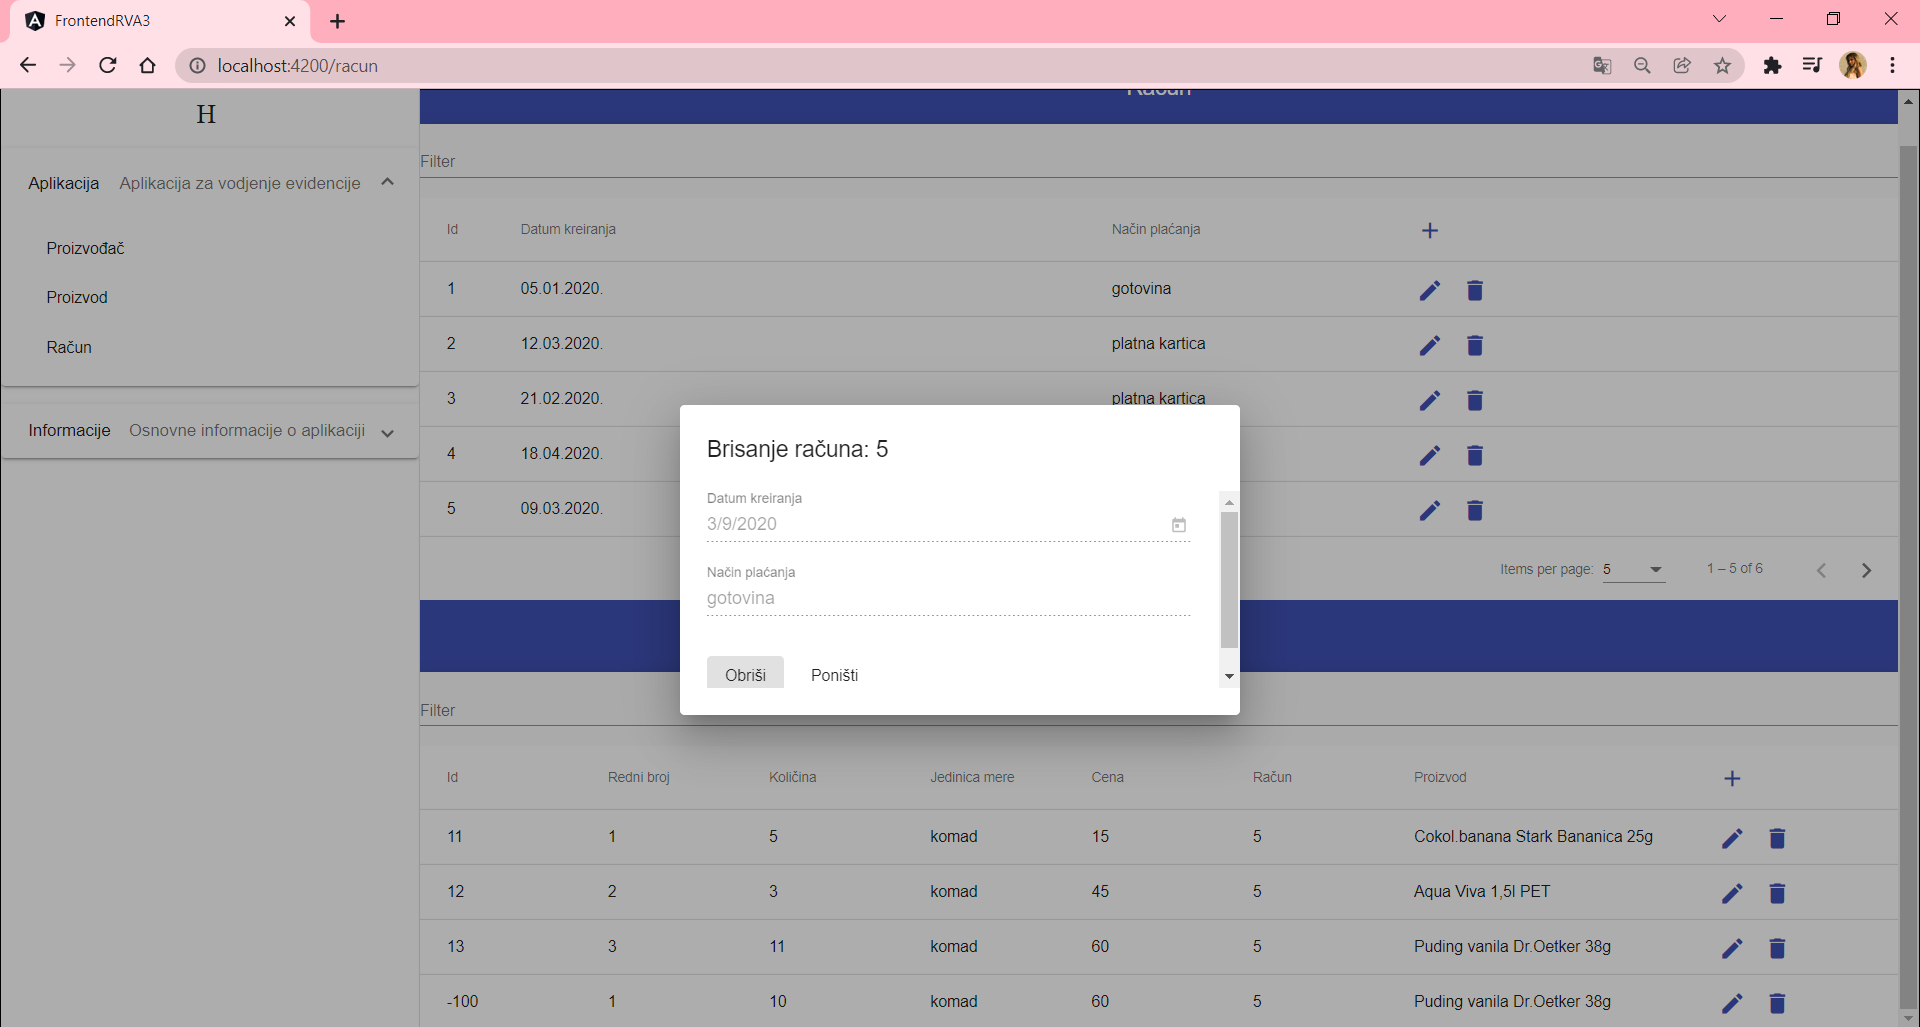 FrontendRVA3
localhost:4200/racun
H
Aplikacija Aplikacija za vodjenje evidencije
Proizvođač
Proizvod
Račun
Informacije Osnovne informacije o aplikaciji
Račun
Filter
Id Datum kreiranja Način plaćanja
1 05.01.2020. gotovina
2 12.03.2020. platna kartica
3 21.02.2020. platna kartica
4 18.04.2020.
5 09.03.2020.
Items per page: 5 1 – 5 of 6
Brisanje računa: 5
Datum kreiranja
3/9/2020
Način plaćanja
gotovina
Obriši Poništi
Filter
Id Redni broj Količina Jedinica mere Cena Račun Proizvod
11 1 5 komad 15 5 Cokol.banana Stark Bananica 25g
12 2 3 komad 45 5 Aqua Viva 1,5l PET
13 3 11 komad 60 5 Puding vanila Dr.Oetker 38g
-100 1 10 komad 60 5 Puding vanila Dr.Oetker 38g